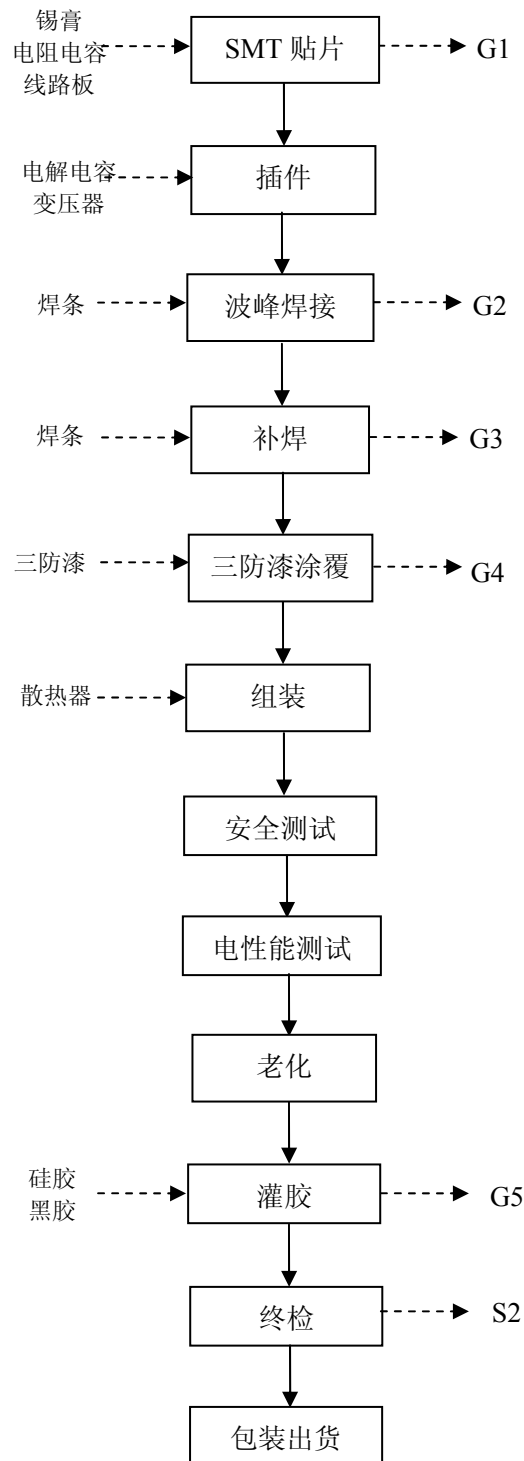 锡膏
电阻电容
线路板
SMT 贴片
G1
电解电容
变压器
插件
焊条
波峰焊接
G2
焊条
补焊
G3
三防漆
三防漆涂覆
G4
散热器
组装
安全测试
电性能测试
老化
硅胶
黑胶
灌胶
G5
终检
S2
包装出货